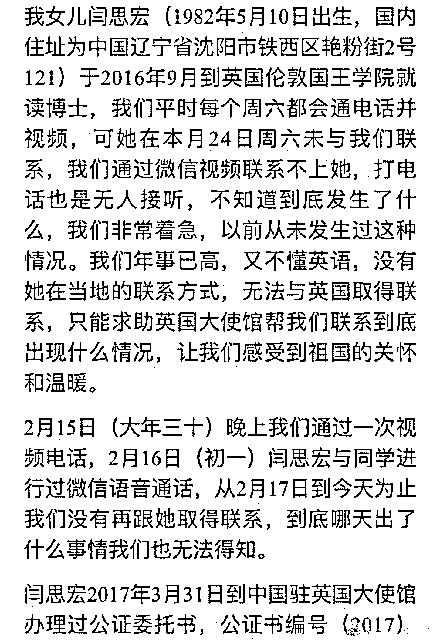 我女儿闫思宏（1982年5月10日出生，国内
住址为中国辽宁省沈阳市铁西区艳粉街2号
121）于2016年9月到英国伦敦国王学院就
读博士，我们平时每个周六都会通电话并
视频，可她在本月24日周六未与我们联
系，我们通过微信视频联系不上她，打电
话也是无人接听，不知道到底发生了什
么，我们非常着急，以前从未发生过这种
情况。我们年事已高，又不懂英语，没有
她在当地的联系方式，无法与英国取得联
系，只能求助英国大使馆帮我们联系到底
出现什么情况，让我们感受到祖国的关怀
和温暖。
2月15日（大年三十）晚上我们通过一次视
频电话，2月16日（初一）闫思宏与同学进
行过微信语音通话，从2月17日到今天为止
我们没有再跟她取得联系，到底哪天出了
什么事情我们也无法得知。
闫思宏2017年3月31日到中国驻英国大使馆
办理过公证委托书，公证书编号（2017）